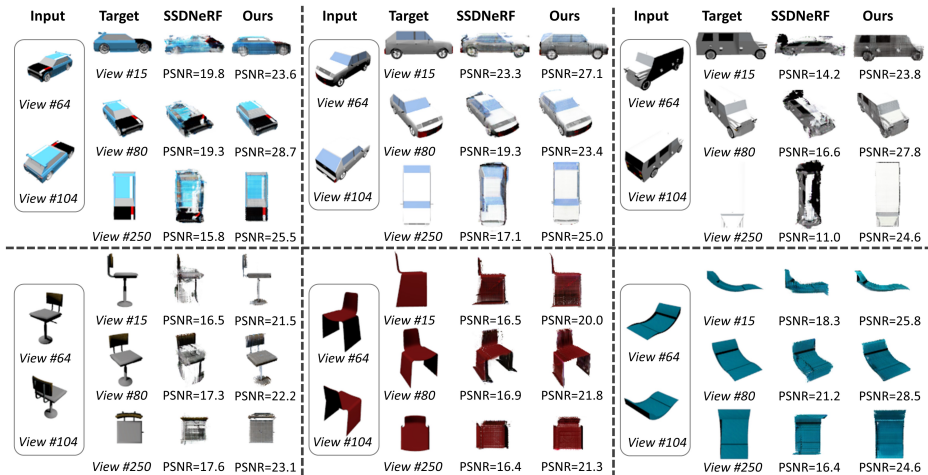 Input Target SSDNeRF Ours Input Target SSDNeRF Ours Input Target SSDNeRF Ours
View #15 PSNR=19.8 PSNR=23.6 View #15 PSNR=23.3 PSNR=27.1 View #15 PSNR=14.2 PSNR=23.8
View #64 View #64 View #64
View #80 PSNR=19.3 PSNR=28.7 View #80 PSNR=19.3 PSNR=23.4 View #80 PSNR=16.6 PSNR=27.8
View #104 View #104 View #104
View #250 PSNR=15.8 PSNR=25.5 View #250 PSNR=17.1 PSNR=25.0 View #250 PSNR=11.0 PSNR=24.6
View #15 PSNR=16.5 PSNR=21.5 View #15 PSNR=16.5 PSNR=20.0 View #15 PSNR=18.3 PSNR=25.8
View #64 View #64 View #64
View #80 PSNR=17.3 PSNR=22.2 View #80 PSNR=16.9 PSNR=21.8 View #80 PSNR=21.2 PSNR=28.5
View #104 View #104 View #104
View #250 PSNR=17.6 PSNR=23.1 View #250 PSNR=16.4 PSNR=21.3 View #250 PSNR=16.4 PSNR=24.6